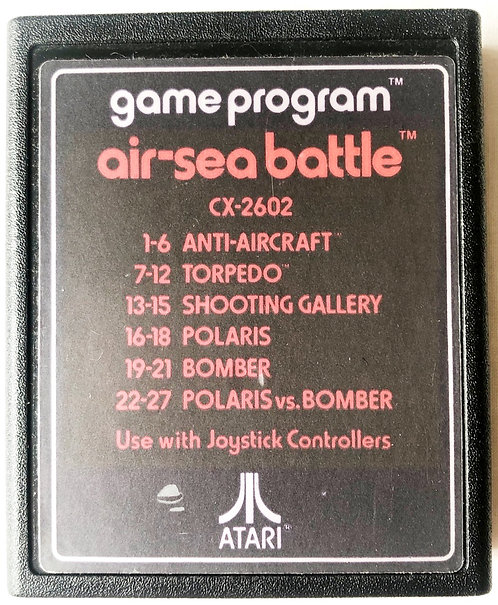 game program™
air-sea battle™
CX-2602
1-6 ANTI-AIRCRAFT
7-12 TORPEDO™
13-15 SHOOTING GALLERY
16-18 POLARIS
19-21 BOMBER
22-27 POLARIS vs. BOMBER
Use with Joystick Controllers
ATARI®